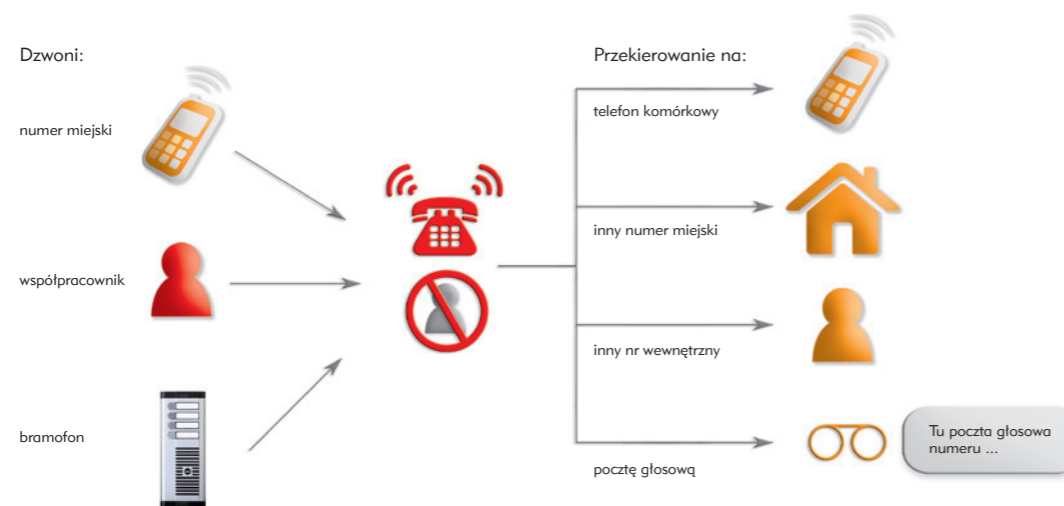 Dzwoni:
numer miejski
współpracownik
bramofon
Przekierowanie na:
telefon komórkowy
inny numer miejski
inny nr wewnętrzny
pocztę głosową
Tu poczta głosowa
numeru ...